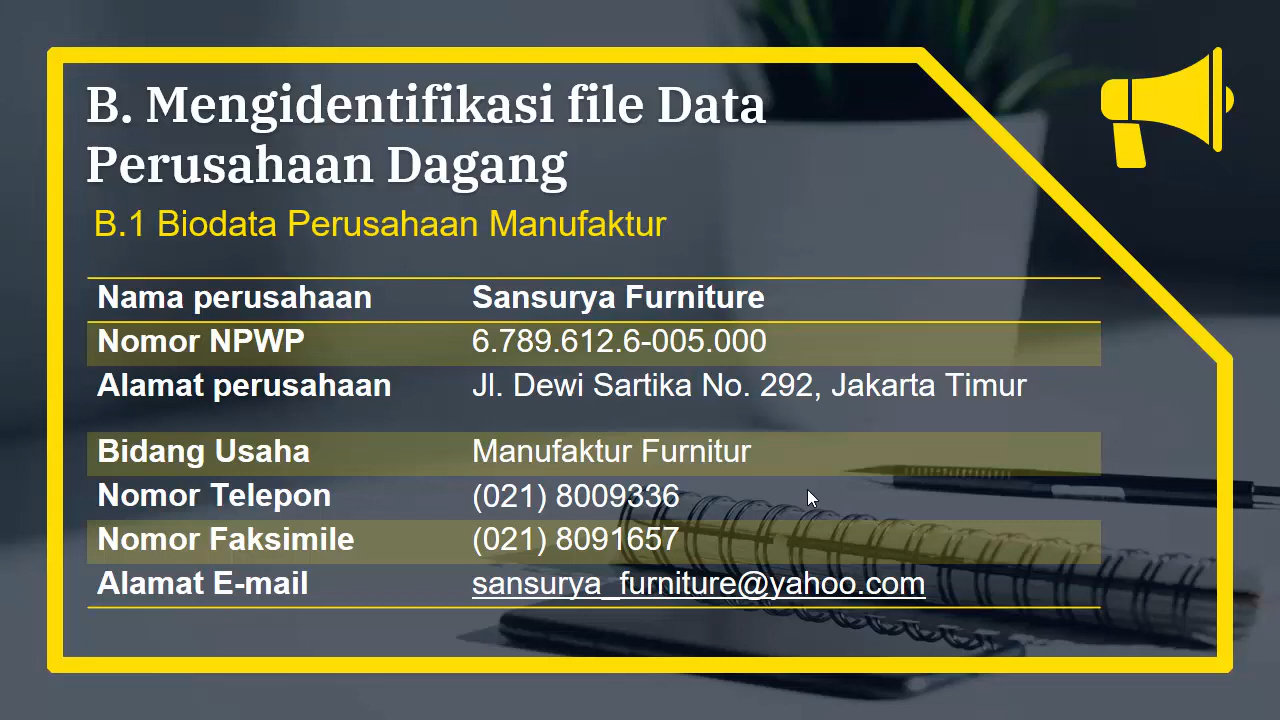 B. Mengidentifikasi file Data
Perusahaan Dagang
B.1 Biodata Perusahaan Manufaktur
Nama perusahaan Sansurya Furniture
Nomor NPWP 6.789.612.6-005.000
Alamat perusahaan Jl. Dewi Sartika No. 292, Jakarta Timur
Bidang Usaha Manufaktur Furnitur
Nomor Telepon (021) 8009336
Nomor Faksimile (021) 8091657
Alamat E-mail sansurya_furniture@yahoo.com